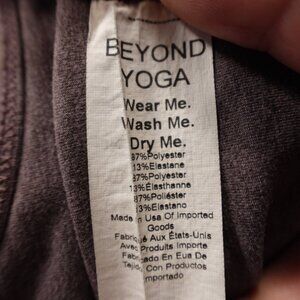 BEYOND
YOGA
Wear Me.
Wash Me.
Dry Me.
87%Polyester
13%Elastane
87%Polyester
13%Élasthanne
87%Poliéster
13%Elastano
Made In Usa Of Imported
Goods
Fabriqué Aux États-Unis
Avec Produits Importe
Fabricado En Eua De
Tejido, Con Productos
Importado